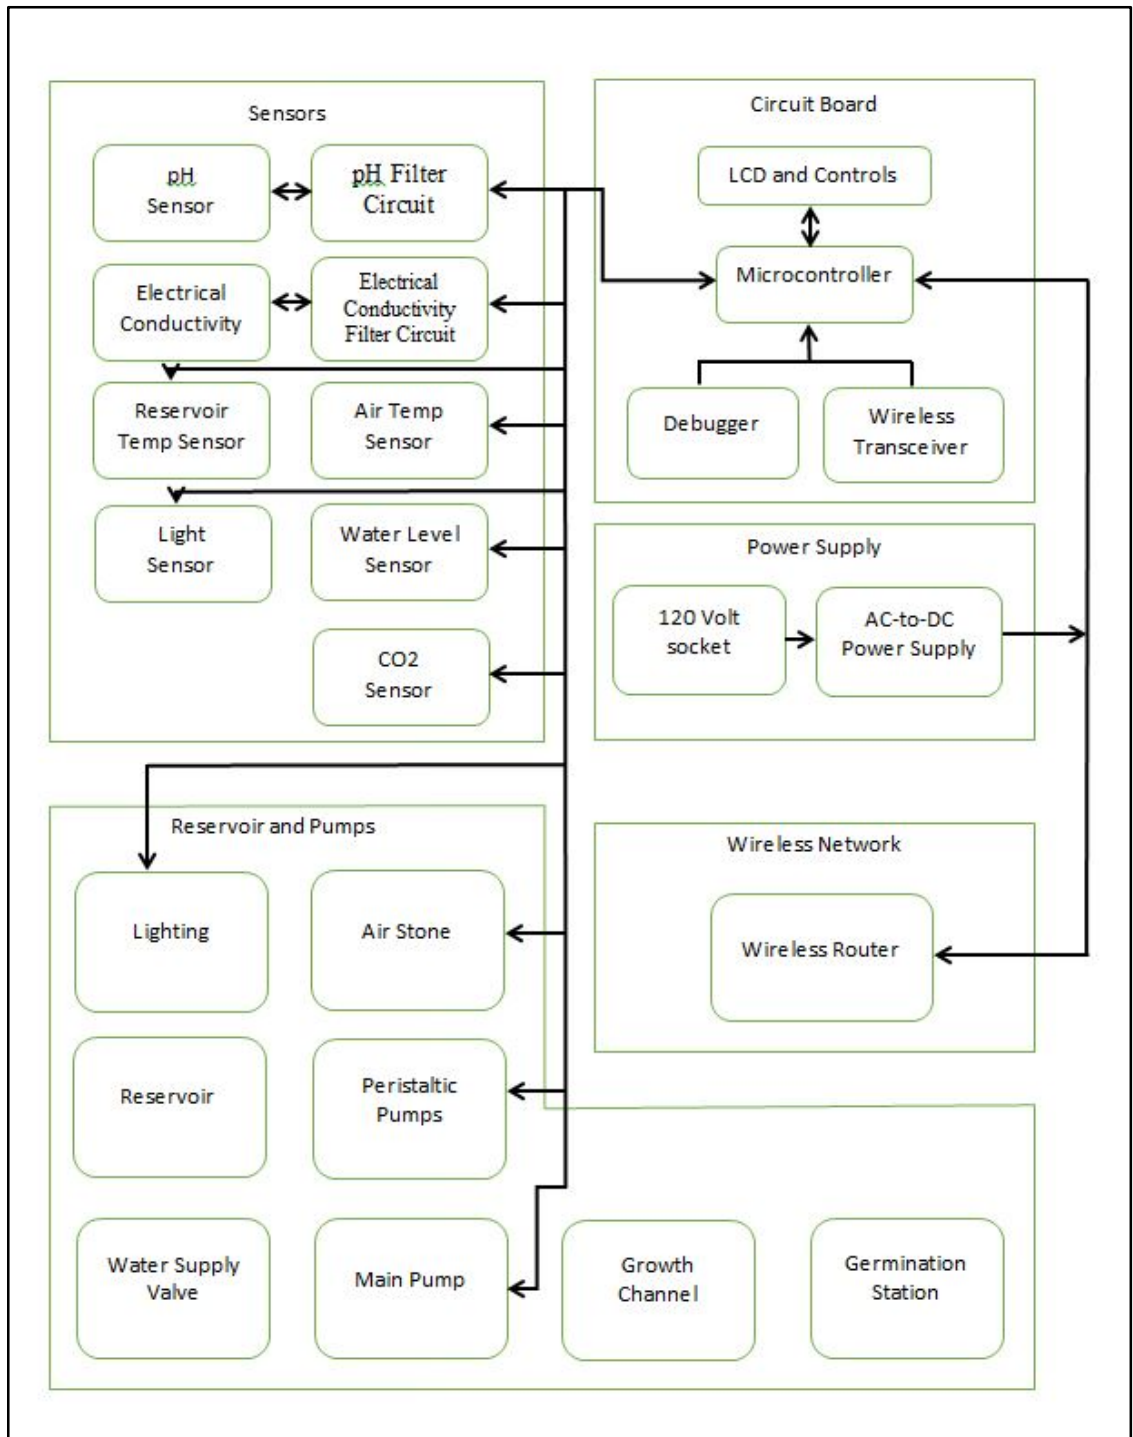 Sensors
pH
Sensor
pH Filter
Circuit
Electrical
Conductivity
Electrical
Conductivity
Filter Circuit
Reservoir
Temp Sensor
Air Temp
Sensor
Light
Sensor
Water Level
Sensor
CO2
Sensor
Circuit Board
LCD and Controls
Microcontroller
Debugger
Wireless
Transceiver
Power Supply
120 Volt
socket
AC-to-DC
Power Supply
Reservoir and Pumps
Lighting
Air Stone
Reservoir
Peristaltic
Pumps
Water Supply
Valve
Main Pump
Growth
Channel
Germination
Station
Wireless Network
Wireless Router